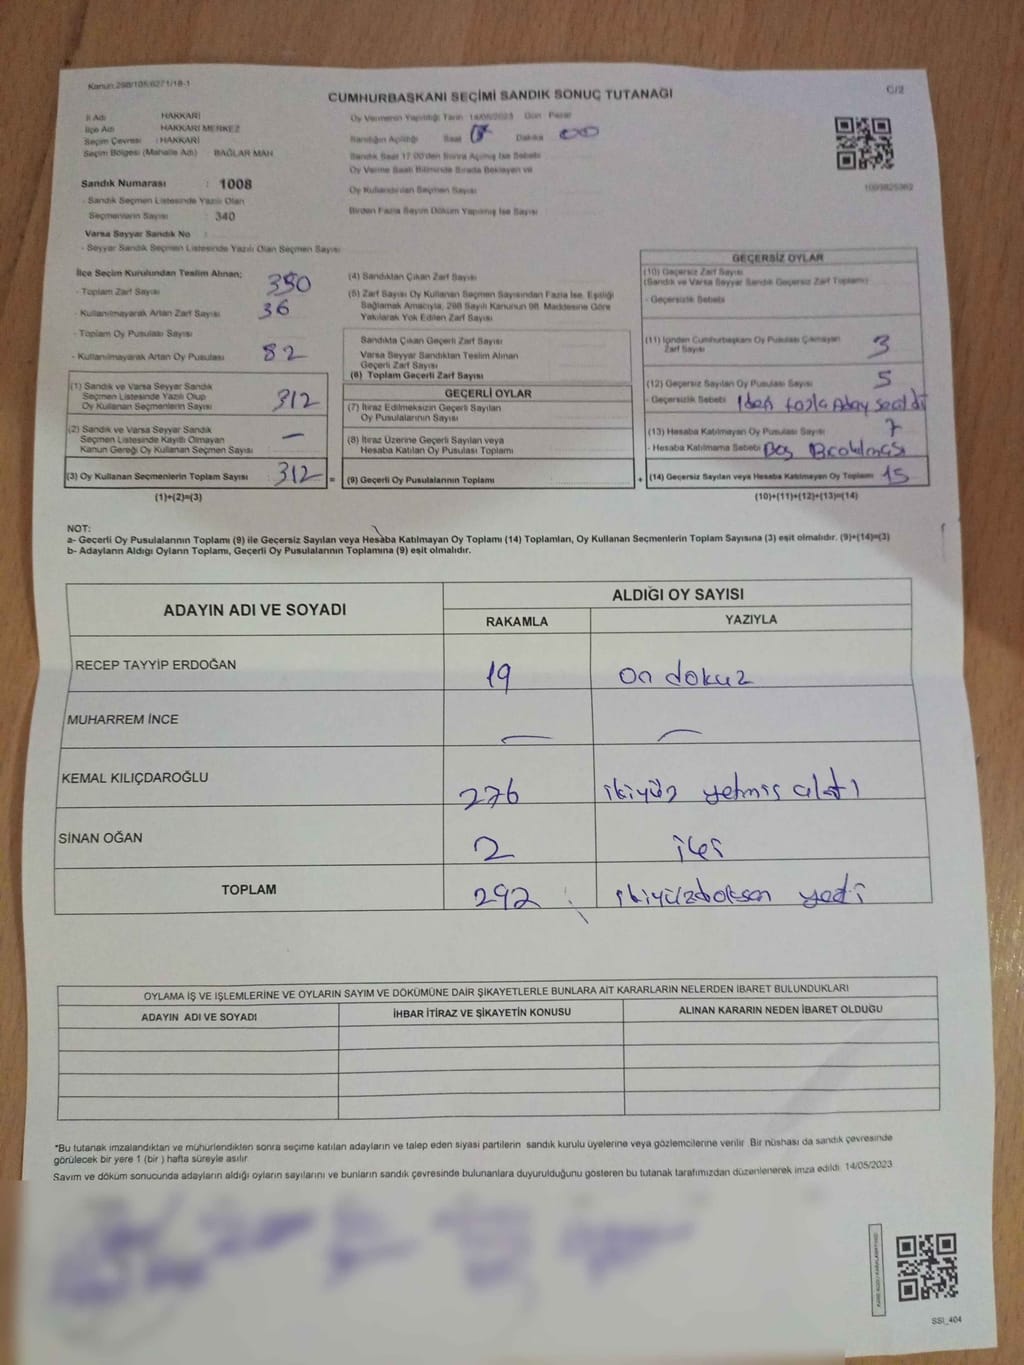 Kanun:298/105/6271/18-1
C/2
CUMHURBAŞKANI SEÇİMİ SANDIK SONUÇ TUTANAĞI
İl Adı : HAKKARİ
İlçe Adı : HAKKARİ MERKEZ
Seçim Çevresi : HAKKARİ
Seçim Bölgesi (Mahalle Adı) : BAĞLAR MAH
Sandık Numarası : 1008
- Sandık Seçmen Listesinde Yazılı Olan
Seçmenlerin Sayısı : 340
Varsa Seyyar Sandık No
- Seyyar Sandık Seçmen Listesinde Yazılı Olan Seçmen Sayısı
Oy Vermenin Yapıldığı Tarih 14/05/2023 Gün Pazar
Sandığın Açıldığı Saat Dakika 00
Sandık Saat 17.00'den Sonra Açılmış İse Sebebi
Oy Verme Saati Bitiminde Sırada Bekleyen ve
Oy Kullandırılan Seçmen Sayısı
Birden Fazla Sayım Döküm Yapılmış İse Sayısı
1009825362
İlçe Seçim Kurulundan Teslim Alınan;
- Toplam Zarf Sayısı 350
- Kullanılmayarak Artan Zarf Sayısı 36
- Toplam Oy Pusulası Sayısı
- Kullanılmayarak Artan Oy Pusulası 82
(1) Sandık ve Varsa Seyyar Sandık
Seçmen Listesinde Yazılı Olup
Oy Kullanan Seçmenlerin Sayısı 312
(2) Sandık ve Varsa Seyyar Sandık
Seçmen Listesinde Kayıtlı Olmayan
Kanun Gereği Oy Kullanan Seçmen Sayısı —
(3) Oy Kullanan Seçmenlerin Toplam Sayısı 312 =
(1)+(2)=(3)
(4) Sandıktan Çıkan Zarf Sayısı
(5) Zarf Sayısı Oy Kullanan Seçmen Sayısından Fazla İse, Eşitliği
Sağlamak Amacıyla, 298 Sayılı Kanunun 98. Maddesine Göre
Yakılarak Yok Edilen Zarf Sayısı
Sandıkta Çıkan Geçerli Zarf Sayısı
Varsa Seyyar Sandıktan Teslim Alınan
Geçerli Zarf Sayısı
(6) Toplam Geçerli Zarf Sayısı
GEÇERLİ OYLAR
(7) İtiraz Edilmeksizin Geçerli Sayılan
Oy Pusulalarının Sayısı
(8) İtiraz Üzerine Geçerli Sayılan veya
Hesaba Katılan Oy Pusulası Toplamı
(9) Geçerli Oy Pusulalarının Toplamı +
GEÇERSİZ OYLAR
(10) Geçersiz Zarf Sayısı
(Sandık ve Varsa Seyyar Sandık Geçersiz Zarf Toplamı)
- Geçersizlik Sebebi
(11) İçinden Cumhurbaşkanı Oy Pusulası Çıkmayan
Zarf Sayısı 3
(12) Geçersiz Sayılan Oy Pusulası Sayısı 5
- Geçersizlik Sebebi 1 den fazla Aday seçildi
(13) Hesaba Katılmayan Oy Pusulası Sayısı 7
- Hesaba Katılmama Sebebi Boş Bırakılması
(14) Geçersiz Sayılan veya Hesaba Katılmayan Oy Toplamı 15
(10)+(11)+(12)+(13)=(14)
NOT:
a- Geçerli Oy Pusulalarının Toplamı (9) ile Geçersiz Sayılan veya Hesaba Katılmayan Oy Toplamı (14) Toplamları, Oy Kullanan Seçmenlerin Toplam Sayısına (3) eşit olmalıdır. (9)+(14)=(3)
b- Adayların Aldığı Oyların Toplamı, Geçerli Oy Pusulalarının Toplamına (9) eşit olmalıdır.
ADAYIN ADI VE SOYADI
ALDIĞI OY SAYISI
RAKAMLA YAZIYLA
RECEP TAYYİP ERDOĞAN 19 on dokuz
MUHARREM İNCE — —
KEMAL KILIÇDAROĞLU 276 ikiyüz yetmiş altı
SİNAN OĞAN 2 iki
TOPLAM 292 ikiyüzdoksan yedi
OYLAMA İŞ VE İŞLEMLERİNE VE OYLARIN SAYIM VE DÖKÜMÜNE DAİR ŞİKAYETLERLE BUNLARA AİT KARARLARIN NELERDEN İBARET BULUNDUKLARI
ADAYIN ADI VE SOYADI İHBAR İTİRAZ VE ŞİKAYETİN KONUSU ALINAN KARARIN NEDEN İBARET OLDUĞU
*Bu tutanak imzalandıktan ve mühürlendikten sonra seçime katılan adayların ve talep eden siyasi partilerin sandık kurulu üyelerine veya gözlemcilerine verilir. Bir nüshası da sandık çevresinde
görülecek bir yere 1 (bir ) hafta süreyle asılır.
Sayım ve döküm sonucunda adayların aldığı oyların sayılarını ve bunların sandık çevresinde bulunanlara duyurulduğunu gösteren bu tutanak tarafımızdan düzenlenerek imza edildi. 14/05/2023
SSI_404